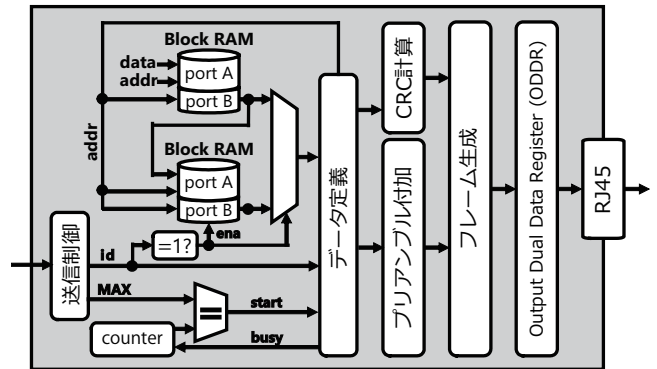 Block RAM
data
addr
port A
port B
addr
Block RAM
port A
port B
ena
=1?
送信制御
id
MAX
=
start
counter
busy
データ定義
CRC計算
プリアンブル付加
フレーム生成
Output Dual Data Register (ODDR)
RJ45